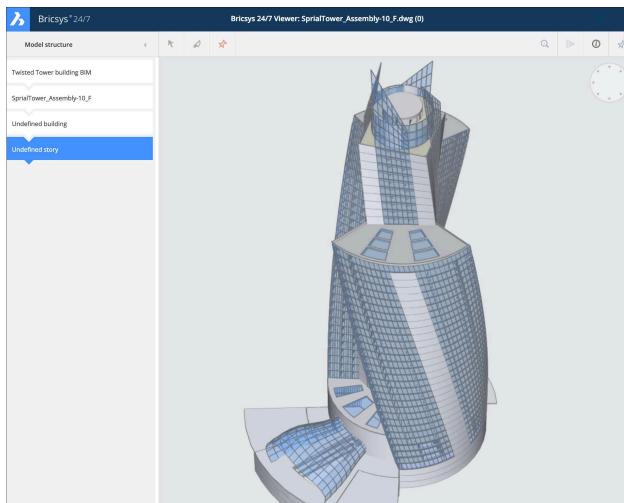 Bricsys® 24/7
Bricsys 24/7 Viewer: SprialTower_Assembly-10_F.dwg (0)
Model structure
Twisted Tower building BIM
SprialTower_Assembly-10_F
Undefined building
Undefined story